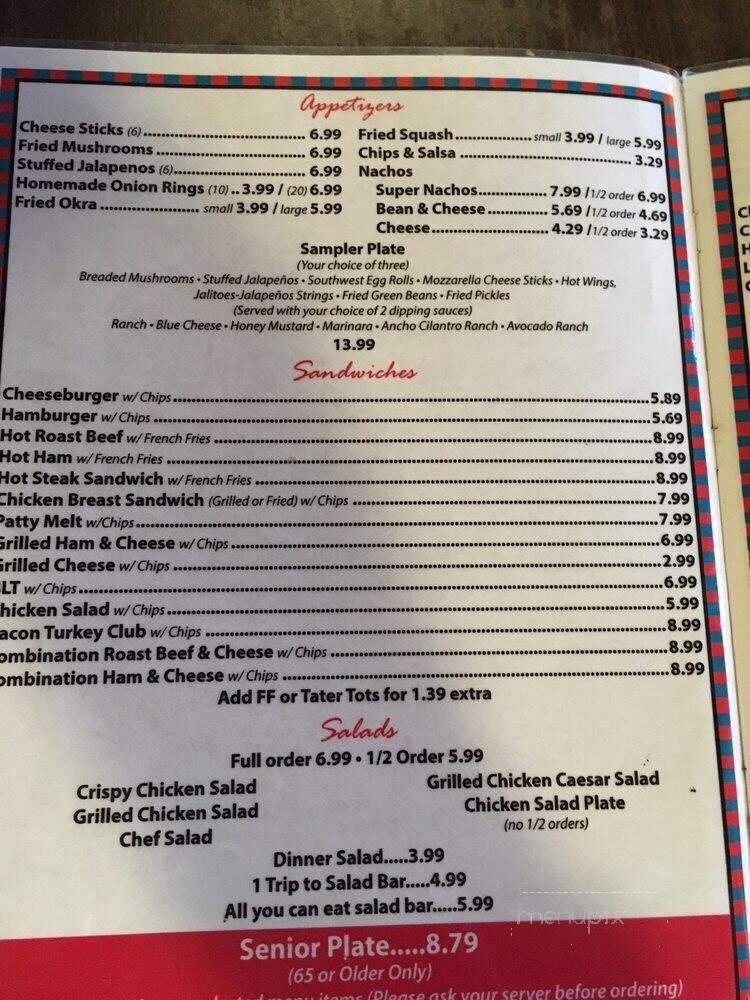 Appetizers
Cheese Sticks (6) 6.99
Fried Mushrooms 6.99
Stuffed Jalapenos (6) 6.99
Homemade Onion Rings (10) .. 3.99 / (20) 6.99
Fried Okra small 3.99 / large 5.99
Fried Squash small 3.99 / large 5.99
Chips & Salsa 3.29
Nachos
Super Nachos 7.99 /1/2 order 6.99
Bean & Cheese 5.69 /1/2 order 4.69
Cheese 4.29 /1/2 order 3.29
Sampler Plate
(Your choice of three)
Breaded Mushrooms • Stuffed Jalapeños • Southwest Egg Rolls • Mozzarella Cheese Sticks • Hot Wings,
Jalitoes-Jalapeños Strings • Fried Green Beans • Fried Pickles
(Served with your choice of 2 dipping sauces)
Ranch • Blue Cheese • Honey Mustard • Marinara • Ancho Cilantro Ranch • Avocado Ranch
13.99
Sandwiches
Cheeseburger w/ Chips 5.89
Hamburger w/ Chips 5.69
Hot Roast Beef w/ French Fries 8.99
Hot Ham w/ French Fries 8.99
Hot Steak Sandwich w/ French Fries 8.99
Chicken Breast Sandwich (Grilled or Fried) w/ Chips 7.99
Patty Melt w/Chips 7.99
Grilled Ham & Cheese w/ Chips 6.99
Grilled Cheese w/ Chips 2.99
LT w/ Chips 6.99
hicken Salad w/ Chips 5.99
acon Turkey Club w/ Chips 8.99
ombination Roast Beef & Cheese w/ Chips 8.99
ombination Ham & Cheese w/ Chips 8.99
Add FF or Tater Tots for 1.39 extra
Salads
Full order 6.99 • 1/2 Order 5.99
Crispy Chicken Salad
Grilled Chicken Salad
Chef Salad
Grilled Chicken Caesar Salad
Chicken Salad Plate
(no 1/2 orders)
Dinner Salad.....3.99
1 Trip to Salad Bar.....4.99
All you can eat salad bar.....5.99
menupix
Senior Plate.....8.79
(65 or Older Only)
menu items (Please ask your server before ordering)